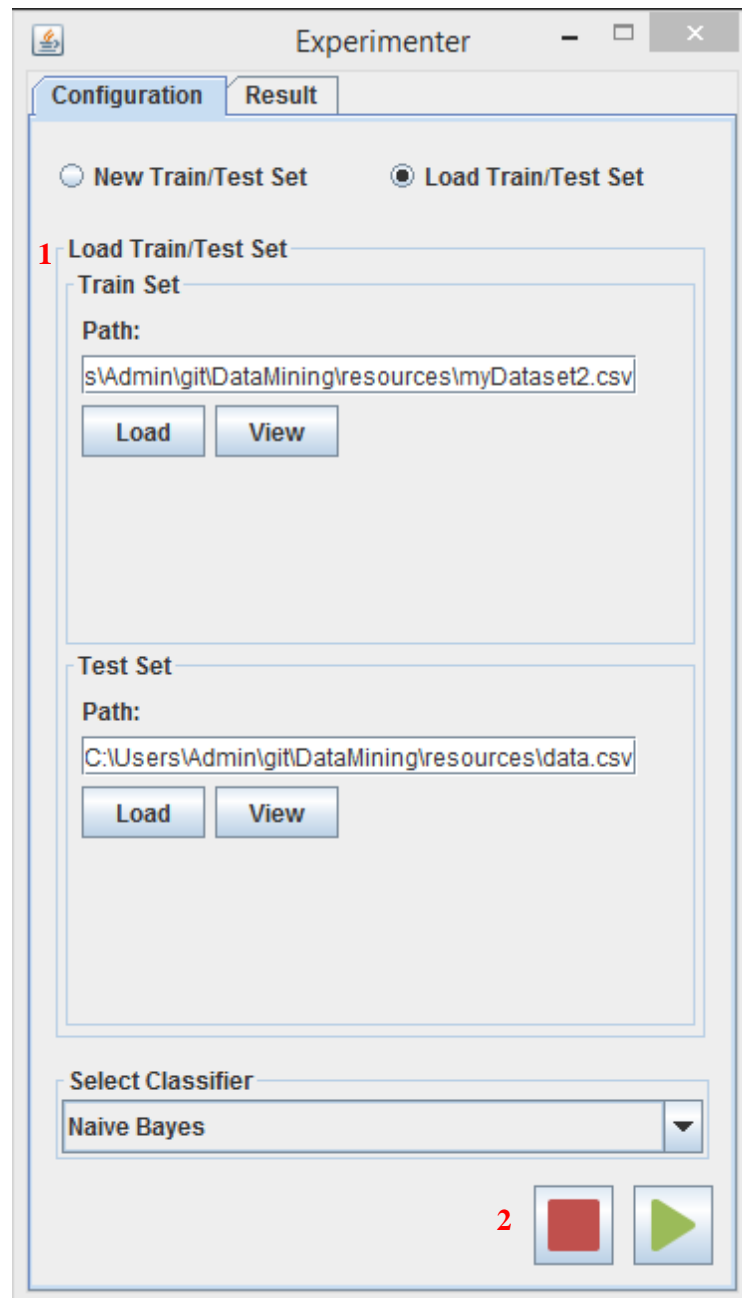 Experimenter
Configuration Result
New Train/Test Set Load Train/Test Set
1 Load Train/Test Set
Train Set
Path:
s\Admin\git\DataMining\resources\myDataset2.csv
Load View
Test Set
Path:
C:\Users\Admin\git\DataMining\resources\data.csv
Load View
Select Classifier
Naive Bayes
2